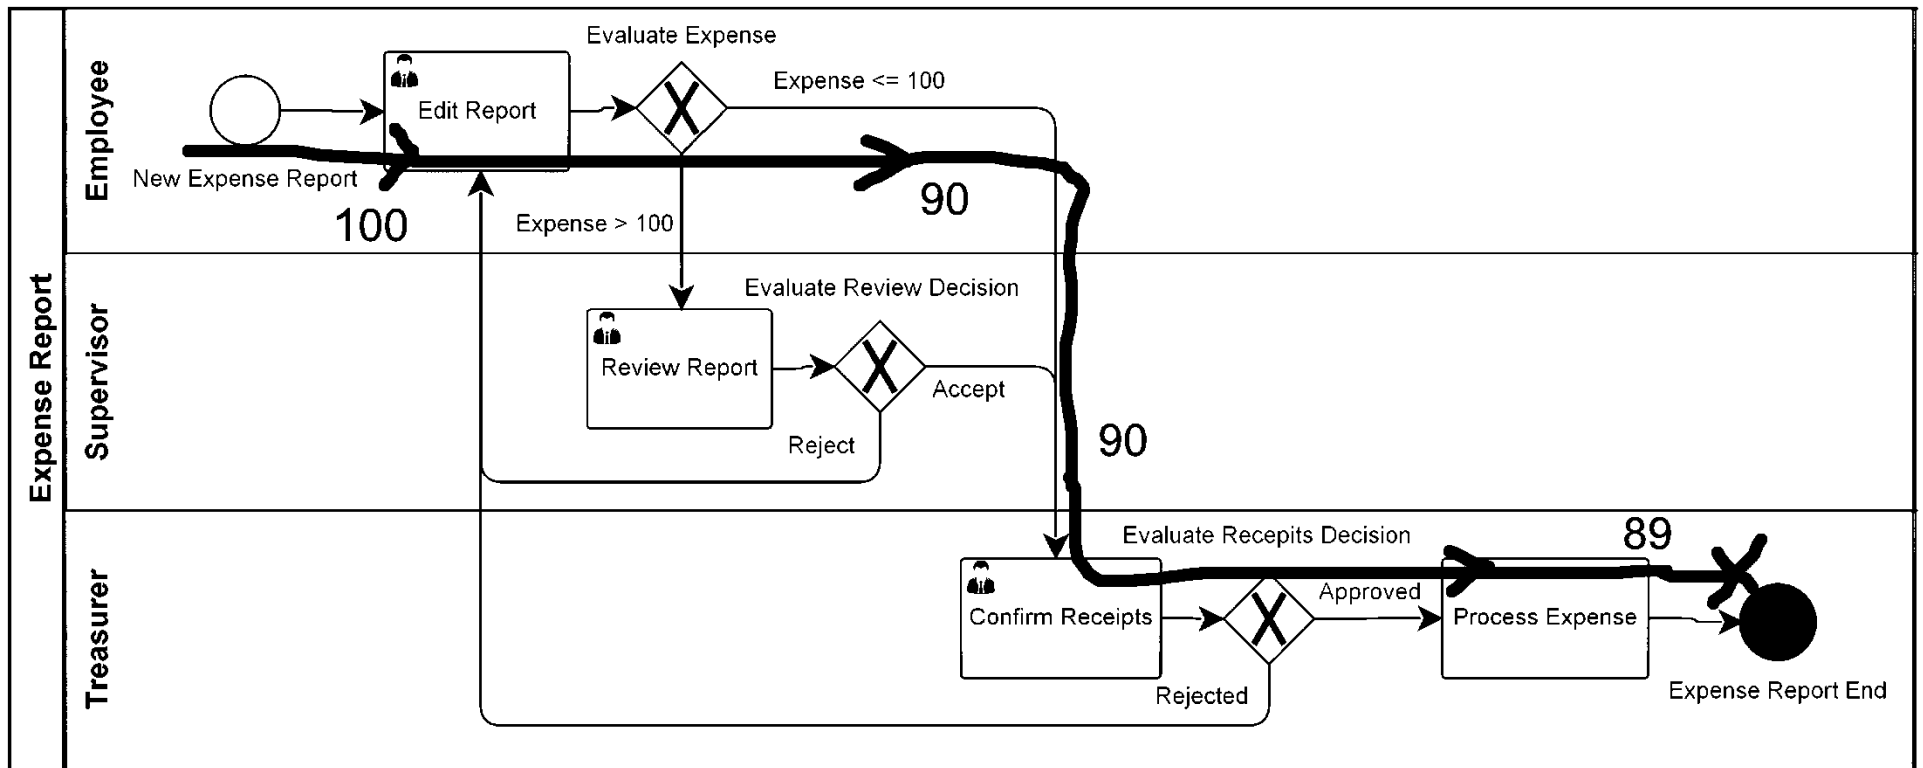 Expense Report
Employee
Evaluate Expense
Expense <= 100
Edit Report
New Expense Report
100
90
Expense > 100
Supervisor
Evaluate Review Decision
Review Report
Accept
Reject
90
Treasurer
Evaluate Recepits Decision
89
Approved
Confirm Receipts
Process Expense
Rejected
Expense Report End